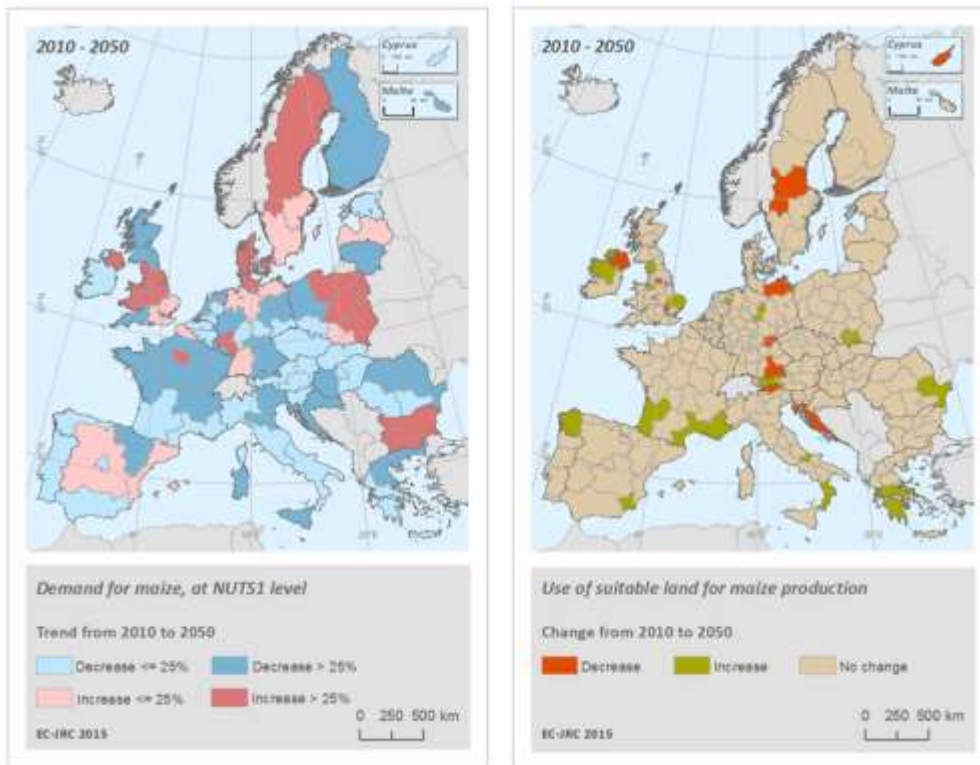 2010 - 2050
Cyprus
Malta
Demand for maize, at NUTS1 level
Trend from 2010 to 2050
Decrease <= 25%
Decrease > 25%
Increase <= 25%
Increase > 25%
0 250 500 km
EC-JRC 2015
2010 - 2050
Cyprus
Malta
Use of suitable land for maize production
Change from 2010 to 2050
Decrease
Increase
No change
0 250 500 km
EC-JRC 2015